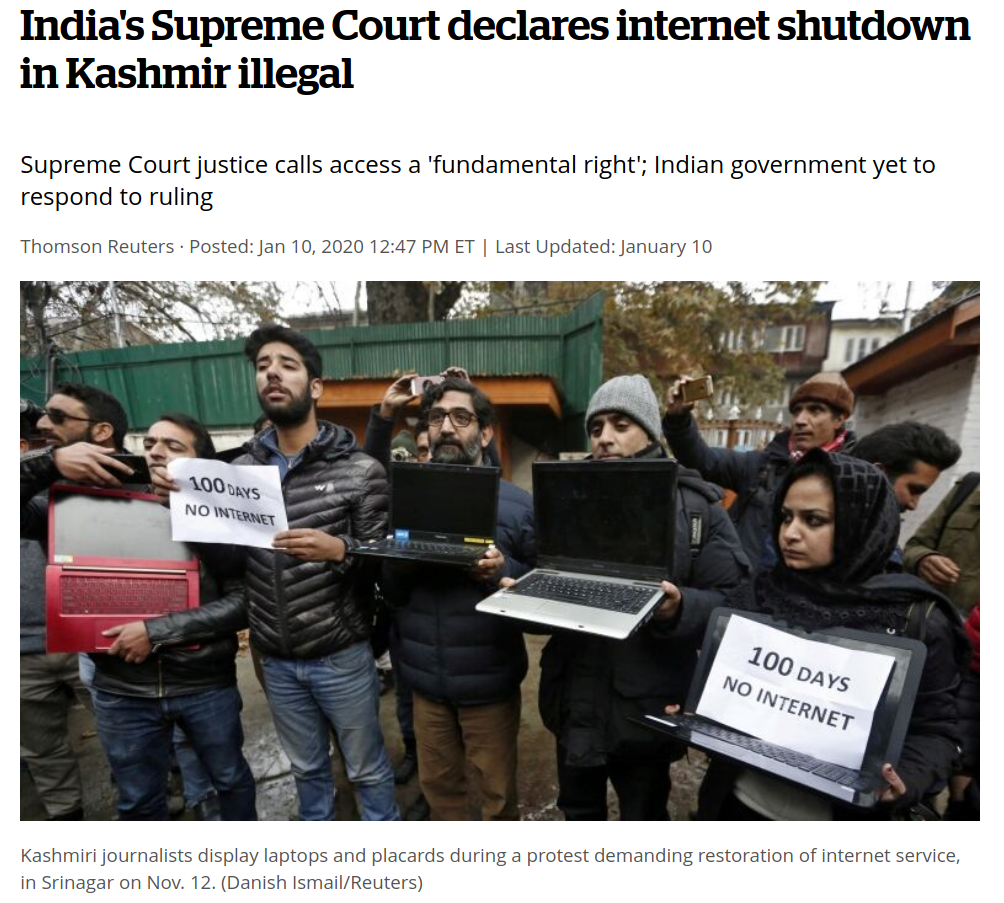 India's Supreme Court declares internet shutdown
in Kashmir illegal
Supreme Court justice calls access a 'fundamental right'; Indian government yet to
respond to ruling
Thomson Reuters · Posted: Jan 10, 2020 12:47 PM ET | Last Updated: January 10
100 DAYS
NO INTERNET
100 DAYS
NO INTERNET
Kashmiri journalists display laptops and placards during a protest demanding restoration of internet service,
in Srinagar on Nov. 12. (Danish Ismail/Reuters)